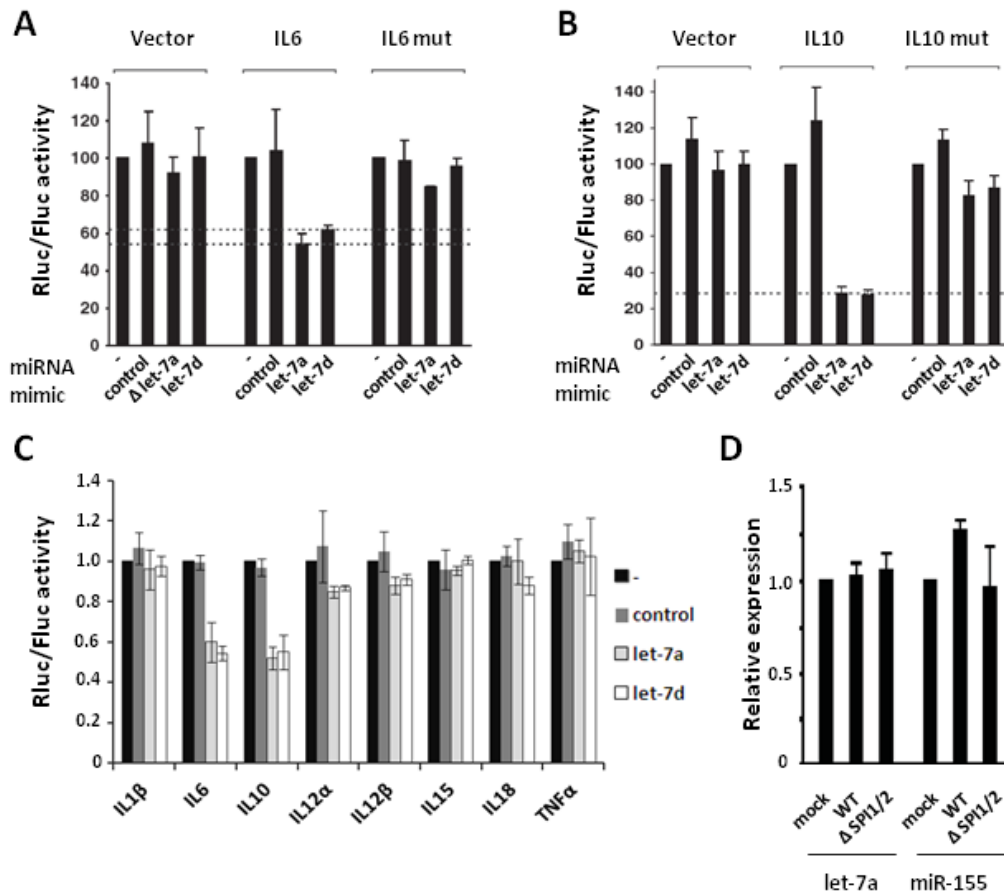 A
Vector IL6 IL6 mut
Rluc/Fluc activity
140
120
100
80
60
40
20
0
miRNA mimic
- control Δ let-7a let-7d
- control let-7a let-7d
- control let-7a let-7d
B
Vector IL10 IL10 mut
Rluc/Fluc activity
140
120
100
80
60
40
20
0
miRNA mimic
- control let-7a let-7d
- control let-7a let-7d
- control let-7a let-7d
C
Rluc/Fluc activity
1.4
1.2
1.0
0.8
0.6
0.4
0.2
0
IL1β IL6 IL10 IL12α IL12β IL15 IL18 TNFα
-
control
let-7a
let-7d
D
Relative expression
1.5
1.0
0.5
0
mock WT Δ SPI1/2 mock WT Δ SPI1/2
let-7a miR-155